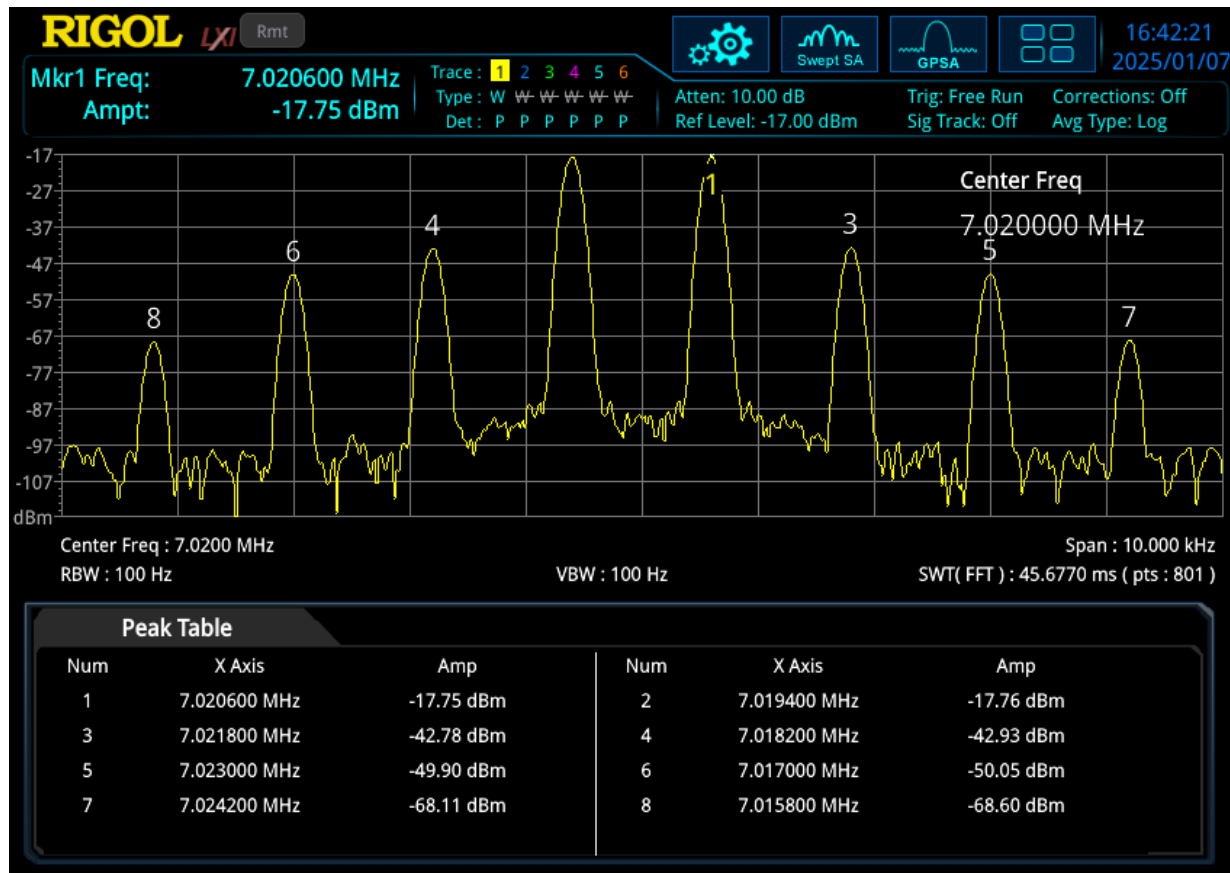 RIGOL LXI Rmt
Swept SA
GPSA
16:42:21
2025/01/07
Mkr1 Freq: 7.020600 MHz
Ampt: -17.75 dBm
Trace : 1 2 3 4 5 6
Type : W W W W W W
Det : P P P P P P
Atten: 10.00 dB
Ref Level: -17.00 dBm
Trig: Free Run
Sig Track: Off
Corrections: Off
Avg Type: Log
-17
-27
-37
-47
-57
-67
-77
-87
-97
-107
dBm
Center Freq
7.020000 MHz
8
6
4
1
3
5
7
Center Freq : 7.0200 MHz
Span : 10.000 kHz
RBW : 100 Hz
VBW : 100 Hz
SWT( FFT ) : 45.6770 ms ( pts : 801 )
Peak Table
Num X Axis Amp Num X Axis Amp
1 7.020600 MHz -17.75 dBm 2 7.019400 MHz -17.76 dBm
3 7.021800 MHz -42.78 dBm 4 7.018200 MHz -42.93 dBm
5 7.023000 MHz -49.90 dBm 6 7.017000 MHz -50.05 dBm
7 7.024200 MHz -68.11 dBm 8 7.015800 MHz -68.60 dBm